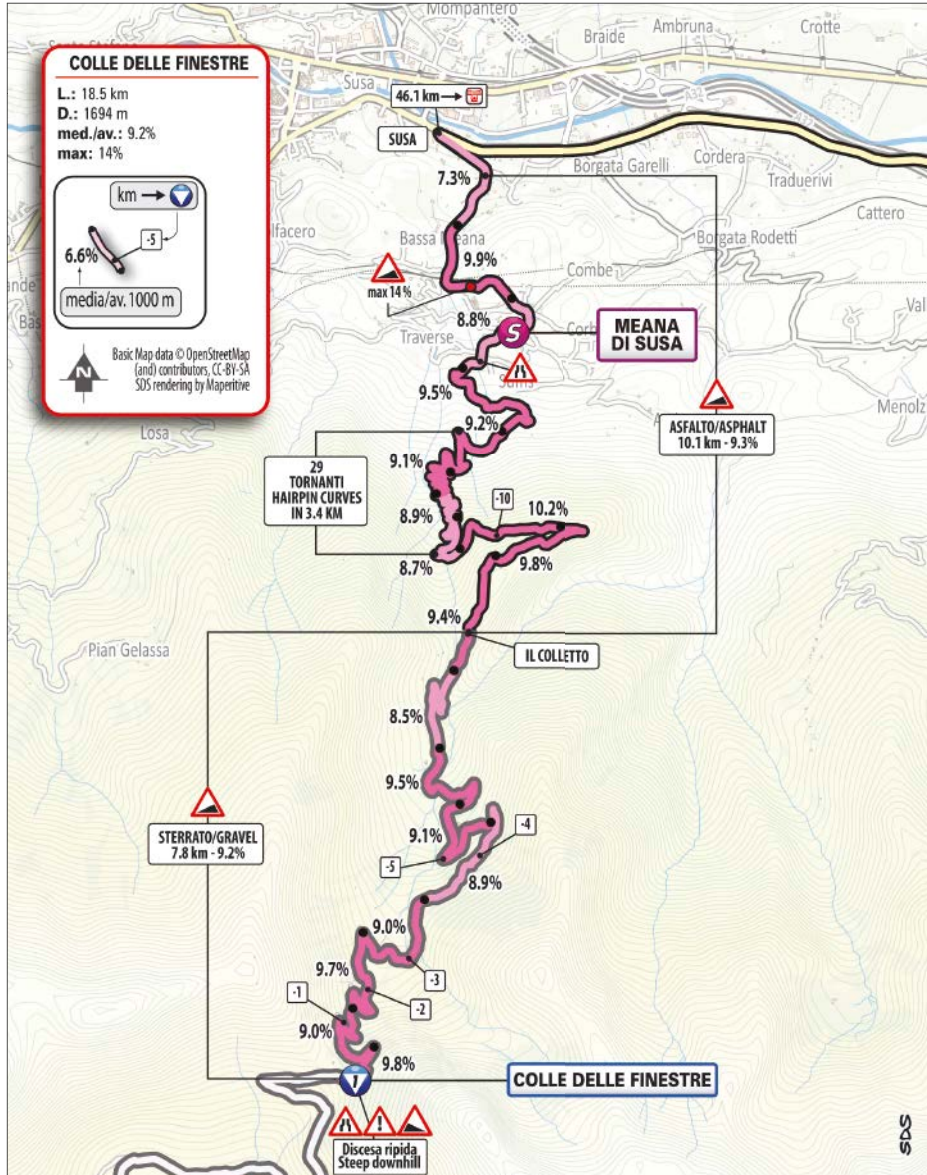 Mompantero
Braide
Ambruna
Crotte
Susa
COLLE DELLE FINESTRE
L.: 18.5 km
D.: 1694 m
med./av.: 9.2%
max: 14%
km →
-5
6.6%
media/av. 1000 m
N
Basic Map data © OpenStreetMap
(and) contributors, CC-BY-SA
SDS rendering by Maperitive
46.1 km →
SUSA
7.3%
Borgata Garelli
Cordera
Traduerivi
Cattero
Borgata Rodetti
Bassa Meana
9.9%
Combe
max 14%
8.8%
Traverse
S
MEANA
DI SUSA
9.5%
ASFALTO/ASPHALT
10.1 km - 9.3%
Losa
9.2%
29
TORNANTI
HAIRPIN CURVES
IN 3.4 KM
9.1%
8.9%
8.7%
-10
10.2%
9.8%
9.4%
IL COLLETTO
Pian Gelassa
8.5%
9.5%
STERRATO/GRAVEL
7.8 km - 9.2%
9.1%
-4
-5
8.9%
9.0%
-3
9.7%
-2
-1
9.0%
9.8%
1
COLLE DELLE FINESTRE
!
Discesa ripida
Steep downhill
SDS